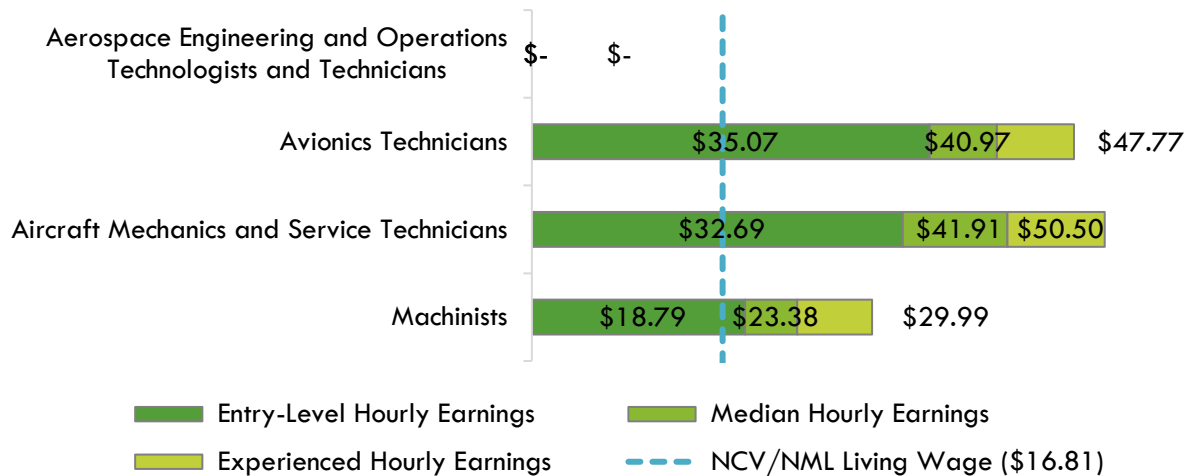 Aerospace Engineering and Operations
Technologists and Technicians
$- $-
Avionics Technicians $35.07 $40.97 $47.77
Aircraft Mechanics and Service Technicians $32.69 $41.91 $50.50
Machinists $18.79 $23.38 $29.99
Entry-Level Hourly Earnings Median Hourly Earnings
Experienced Hourly Earnings NCV/NML Living Wage ($16.81)